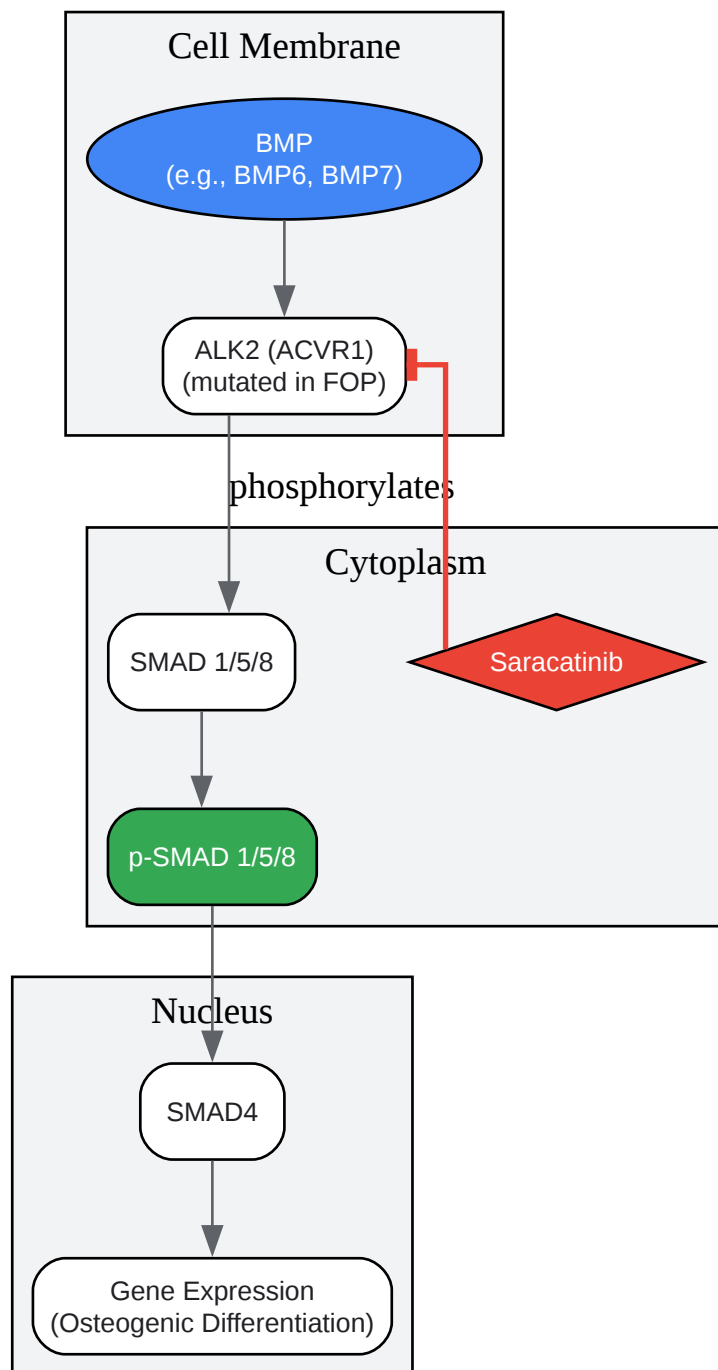 Cell Membrane
BMP
(e.g., BMP6, BMP7)
ALK2 (ACVR1)
(mutated in FOP)
phosphorylates
Cytoplasm
SMAD 1/5/8
Saracatinib
p-SMAD 1/5/8
Nucleus
SMAD4
Gene Expression
(Osteogenic Differentiation)